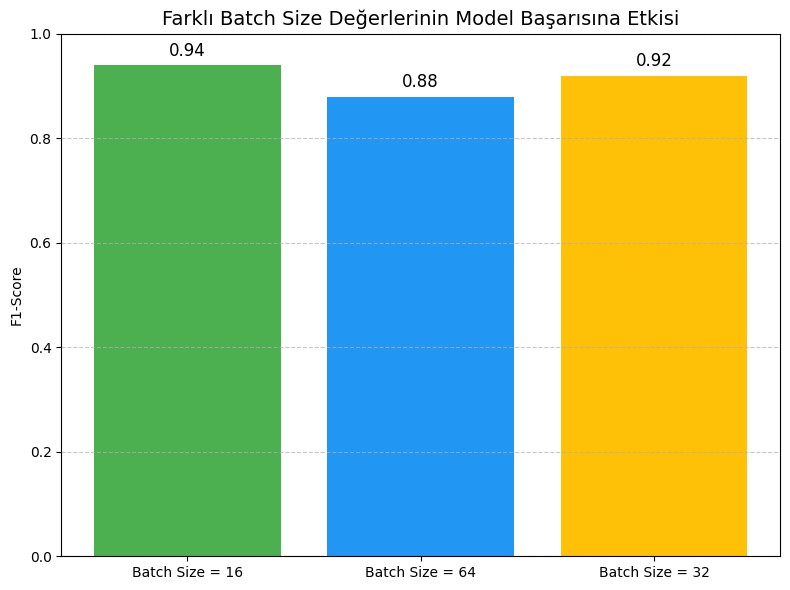 Farklı Batch Size Değerlerinin Model Başarısına Etkisi
1.0
0.8
0.6
0.4
0.2
0.0
F1-Score
0.94
0.88
0.92
Batch Size = 16
Batch Size = 64
Batch Size = 32